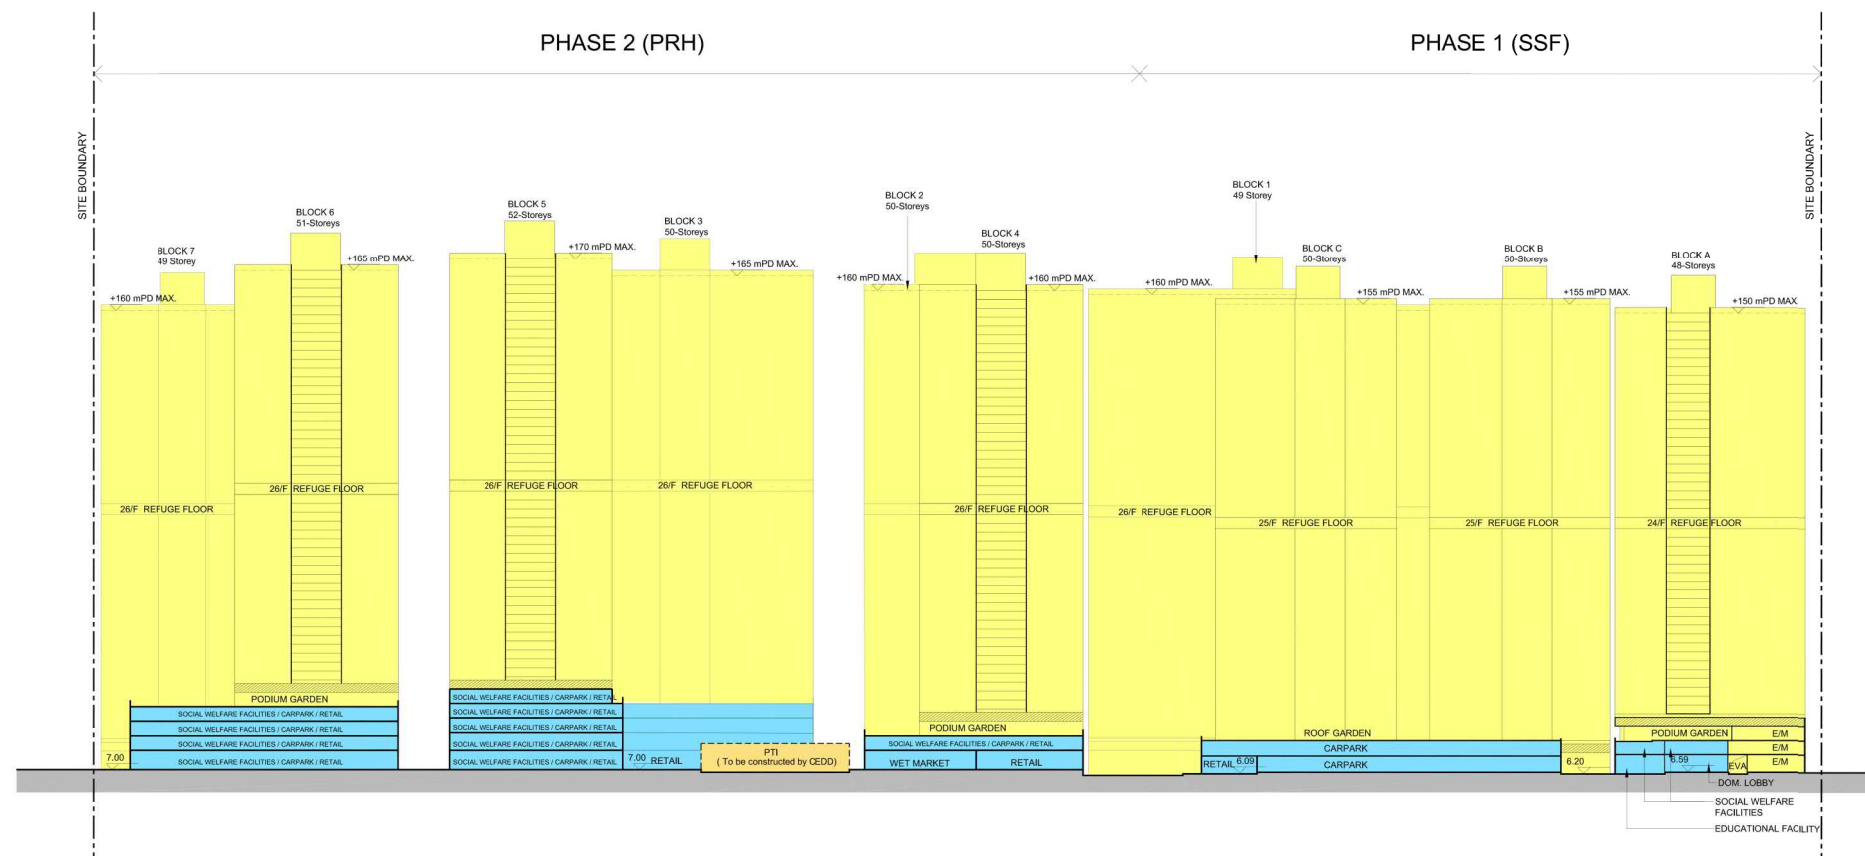 PHASE 2 (PRH)
PHASE 1 (SSF)
SITE BOUNDARY
SITE BOUNDARY
BLOCK 7
49 Storey
+160 mPD MAX.
BLOCK 6
51-Storeys
+165 mPD MAX.
BLOCK 5
52-Storeys
+170 mPD MAX.
BLOCK 3
50-Storeys
+165 mPD MAX.
BLOCK 2
50-Storeys
+160 mPD MAX.
BLOCK 4
50-Storeys
+160 mPD MAX.
BLOCK 1
49 Storey
+160 mPD MAX.
BLOCK C
50-Storeys
+155 mPD MAX.
BLOCK B
50-Storeys
+155 mPD MAX.
BLOCK A
48-Storeys
+150 mPD MAX
26/F REFUGE FLOOR
26/F REFUGE FLOOR
26/F REFUGE FLOOR
26/F REFUGE FLOOR
26/F REFUGE FLOOR
26/F REFUGE FLOOR
25/F REFUGE FLOOR
25/F REFUGE FLOOR
24/F REFUGE FLOOR
PODIUM GARDEN
SOCIAL WELFARE FACILITIES / CARPARK / RETAIL
SOCIAL WELFARE FACILITIES / CARPARK / RETAIL
SOCIAL WELFARE FACILITIES / CARPARK / RETAIL
SOCIAL WELFARE FACILITIES / CARPARK / RETAIL
7.00
SOCIAL WELFARE FACILITIES / CARPARK / RETAIL
SOCIAL WELFARE FACILITIES / CARPARK / RETAIL
SOCIAL WELFARE FACILITIES / CARPARK / RETAIL
SOCIAL WELFARE FACILITIES / CARPARK / RETAIL
SOCIAL WELFARE FACILITIES / CARPARK / RETAIL
7.00 RETAIL
PTI
( To be constructed by CEDD)
PODIUM GARDEN
SOCIAL WELFARE FACILITIES / CARPARK / RETAIL
WET MARKET
RETAIL
ROOF GARDEN
CARPARK
RETAIL 6.09
CARPARK
6.20
PODIUM GARDEN
E/M
E/M
E/M
6.59
EVA
DOM. LOBBY
SOCIAL WELFARE
FACILITIES
EDUCATIONAL FACILITY